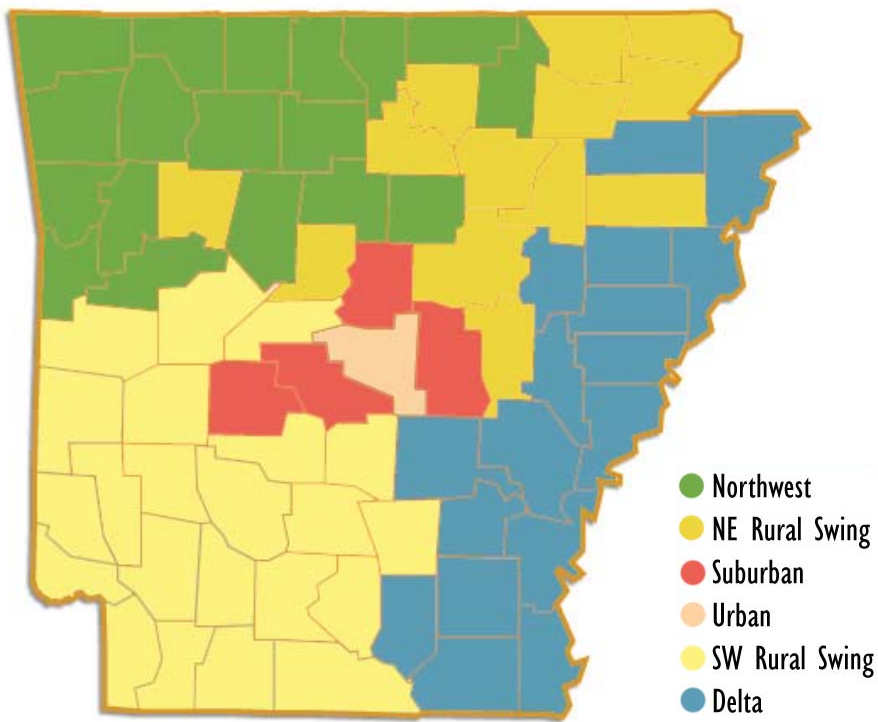 Northwest
NE Rural Swing
Suburban
Urban
SW Rural Swing
Delta